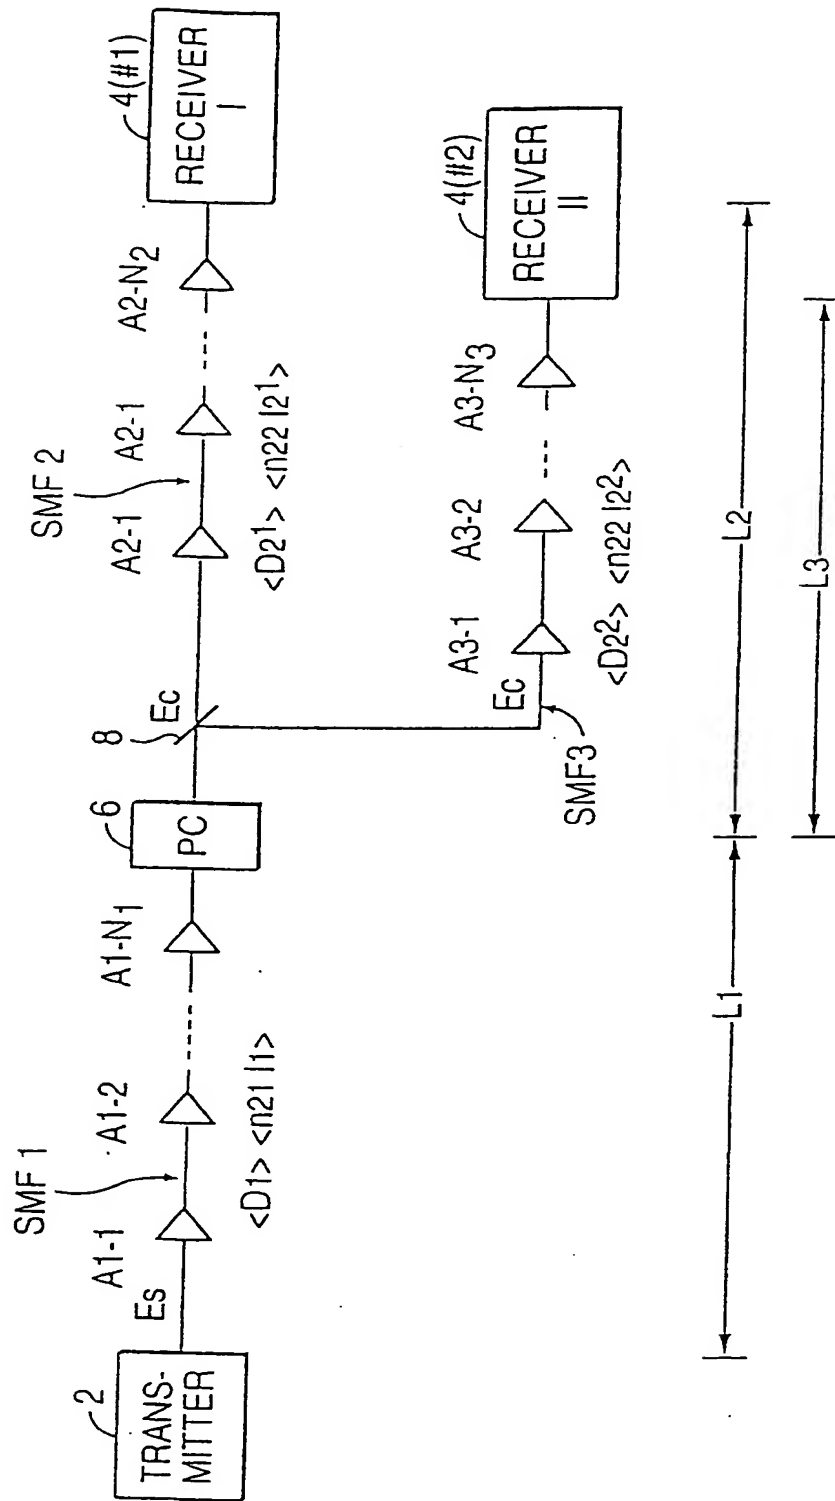 2
TRANS-
MITTER
Es
A1-1
SMF 1
A1-2
<D1> <n21 I1>
A1-N1
6
PC
8
Ec
A2-1
SMF 2
A2-1
<D2¹> <n22 I2¹>
A2-N2
4(#1)
RECEIVER
I
Ec
SMF3
A3-1
A3-2
<D2²> <n22 I2²>
A3-N3
4(#2)
RECEIVER
II
L1
L2
L3